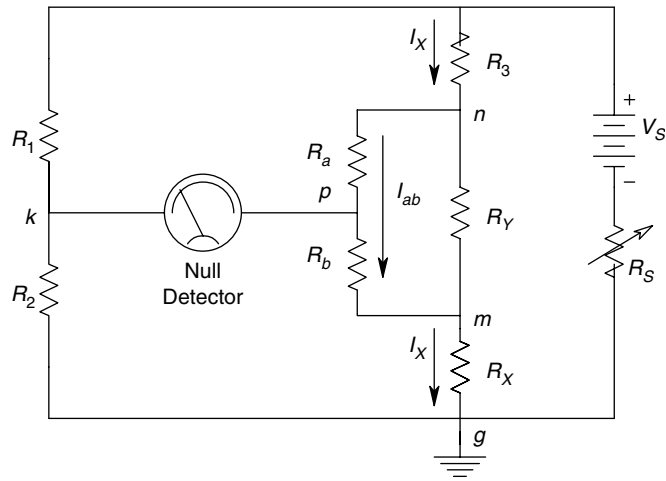 I_X
R_3
+
V_S
−
n
R_1
R_a
p
I_ab
R_Y
k
R_2
Null
Detector
R_b
R_S
m
I_X
R_X
g